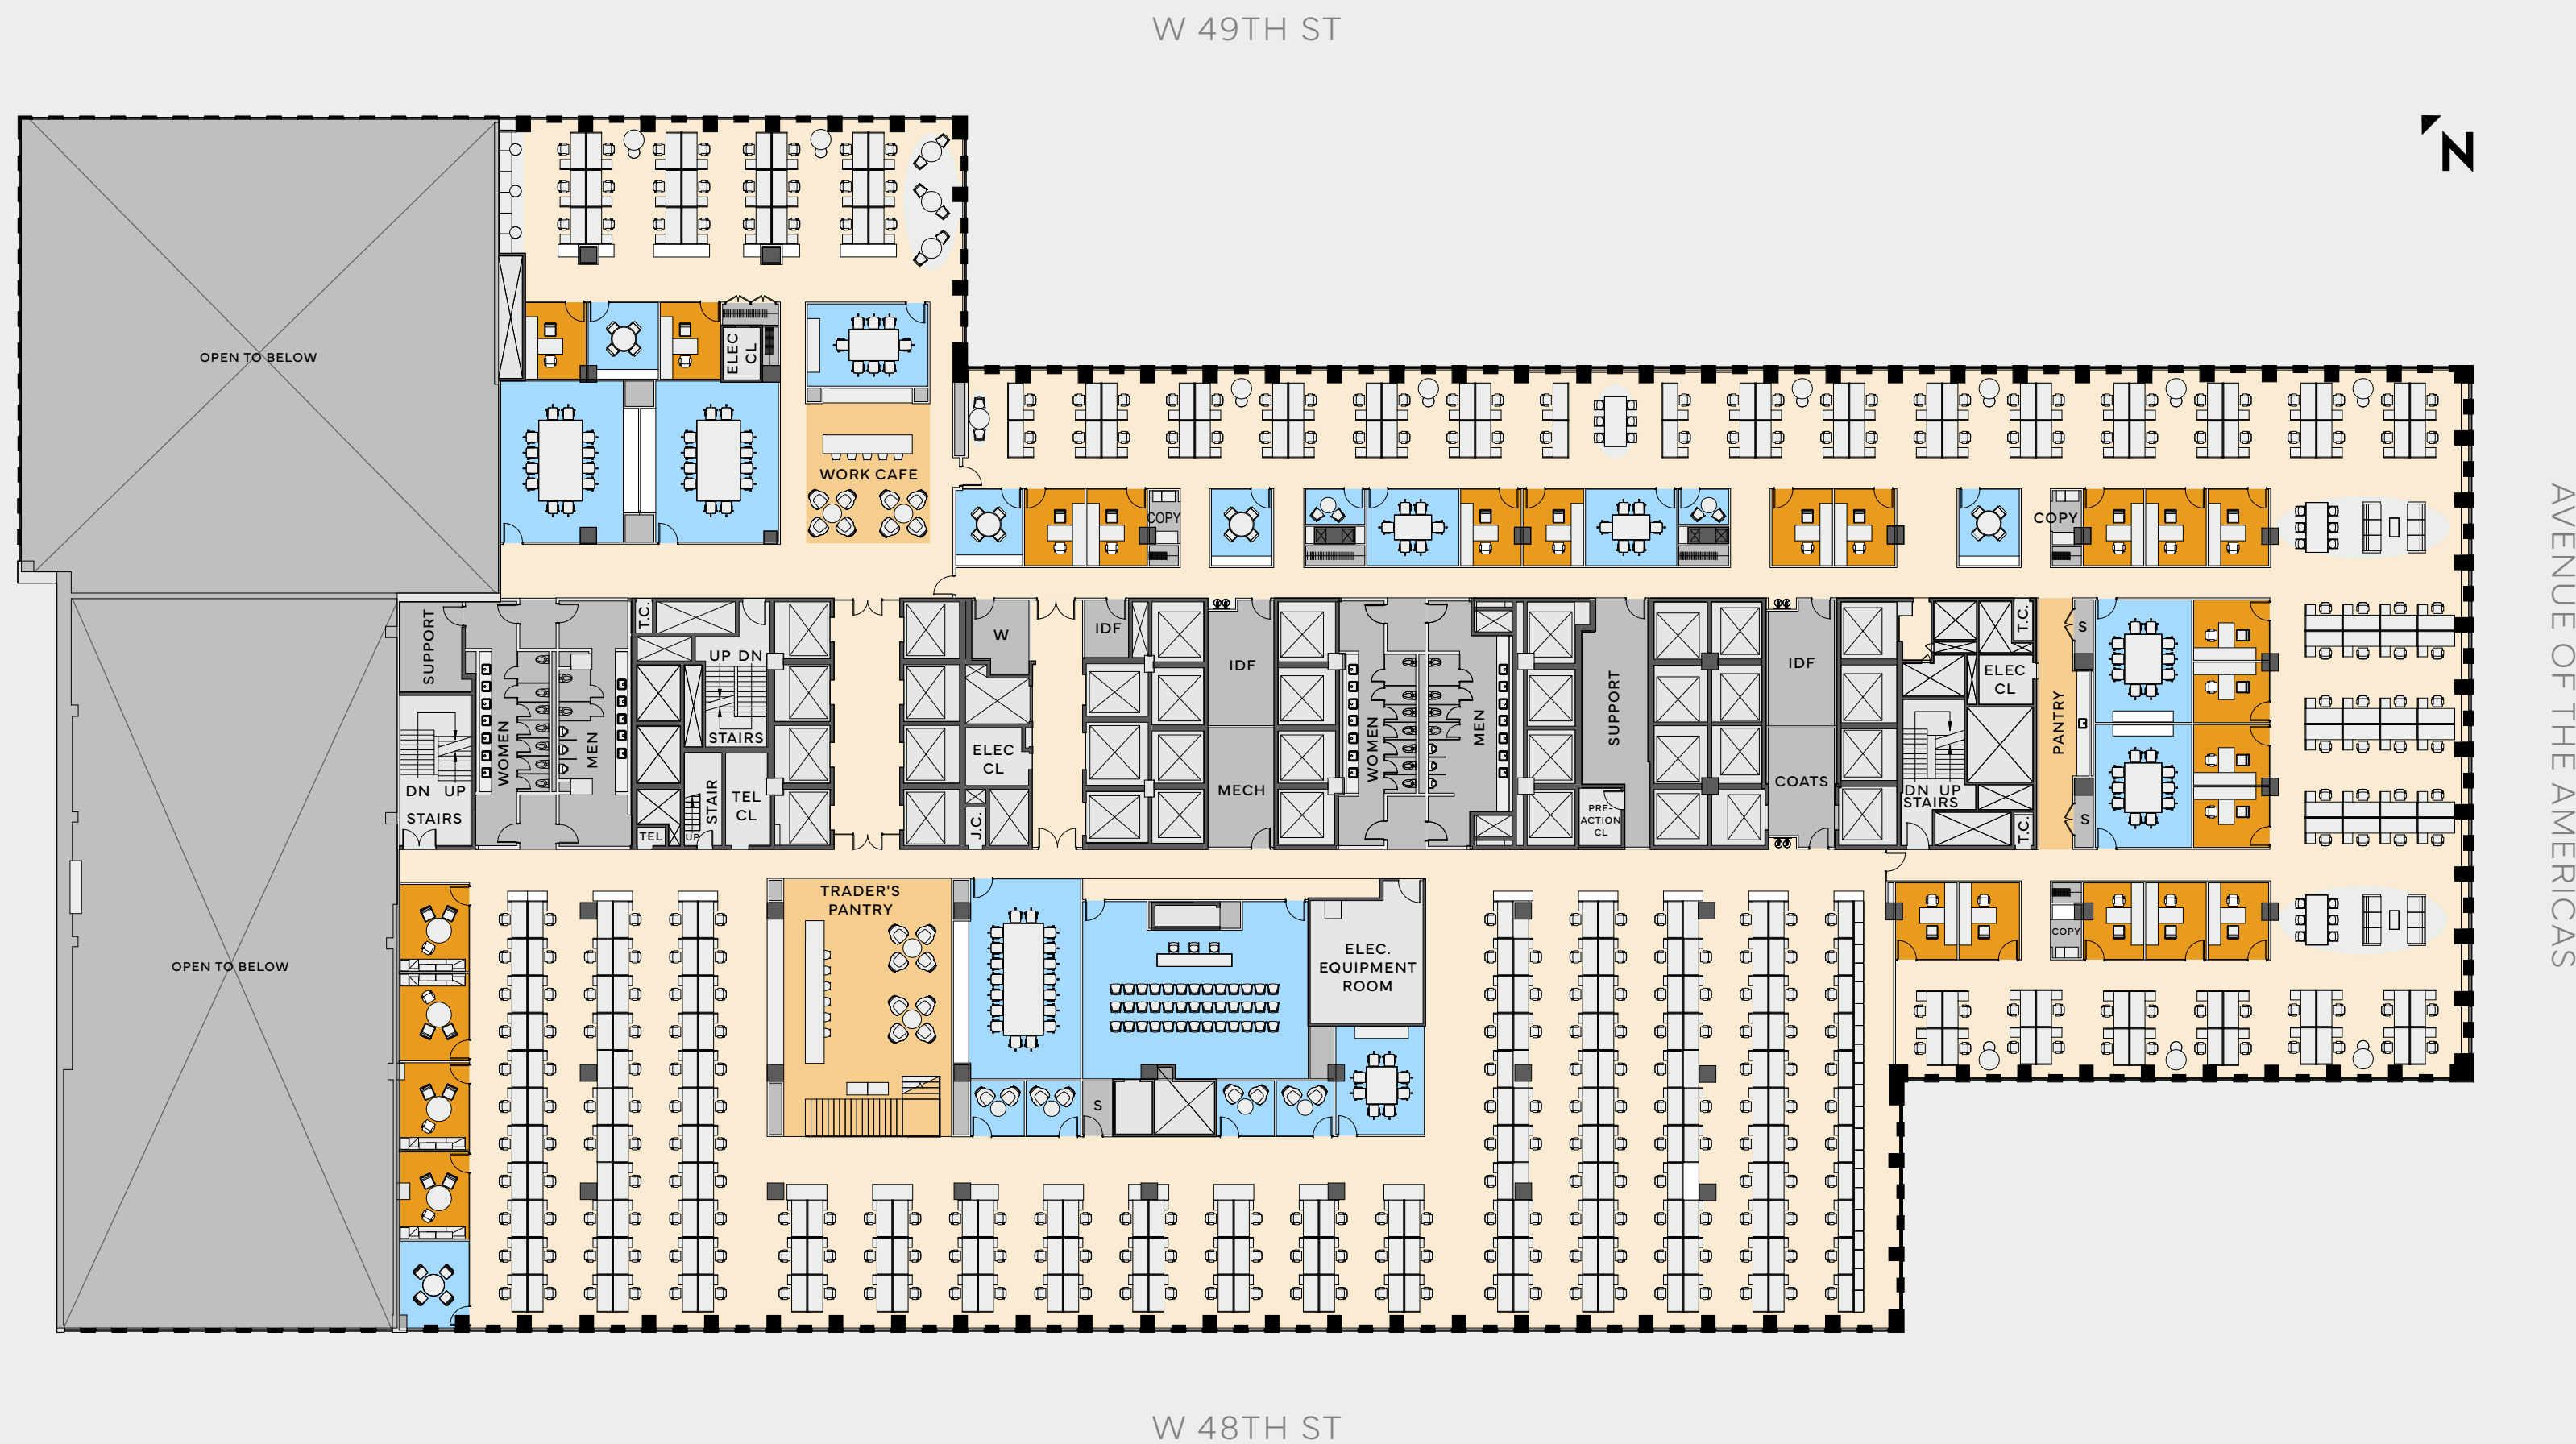 W 49TH ST
N
OPEN TO BELOW
ELEC
CL
WORK CAFE
COPY
COPY
AVENUE OF THE AMERICAS
SUPPORT
T.C.
UP DN
W
IDF
IDF
IDF
T.C.
S
ELEC
CL
STAIRS
WOMEN
MEN
ELEC
CL
WOMEN
MEN
SUPPORT
PANTRY
DN UP
STAIRS
STAIR
TEL
CL
MECH
COATS
DN UP
STAIRS
TEL
UP
J.C.
PRE-
ACTION
CL
T.C.
S
TRADER'S
PANTRY
ELEC.
EQUIPMENT
ROOM
COPY
OPEN TO BELOW
S
W 48TH ST